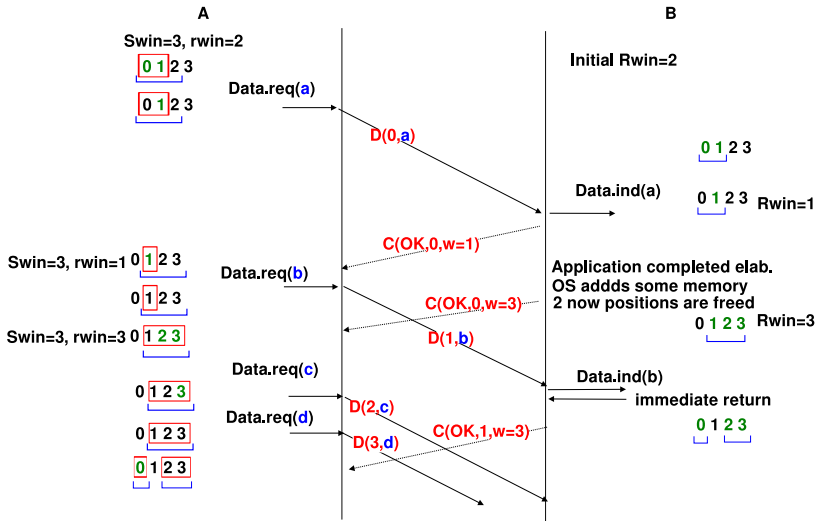 A
B
Swin=3, rwin=2
0 1 2 3
Initial Rwin=2
Data.req(a)
0 1 2 3
D(0,a)
0 1 2 3
Data.ind(a)
0 1 2 3
Rwin=1
C(OK,0,w=1)
Swin=3, rwin=1
0 1 2 3
Data.req(b)
Application completed elab.
OS addds some memory
2 now positions are freed
0 1 2 3
C(OK,0,w=3)
0 1 2 3
Rwin=3
Swin=3, rwin=3
0 1 2 3
D(1,b)
Data.req(c)
Data.ind(b)
0 1 2 3
immediate return
D(2,c)
Data.req(d)
0 1 2 3
C(OK,1,w=3)
0 1 2 3
D(3,d)
0 1 2 3